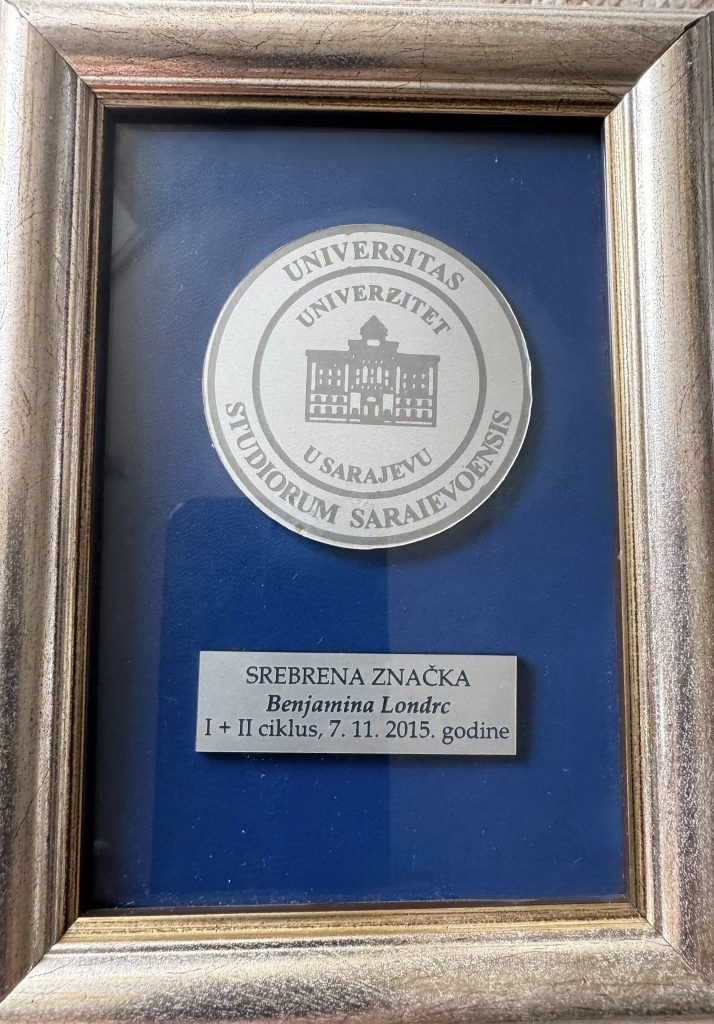 UNIVERSITAS
STUDIORUM SARAIEVOENSIS
UNIVERZITET
U SARAJEVU
SREBRENA ZNAČKA
Benjamina Londrc
I + II ciklus, 7. 11. 2015. godine